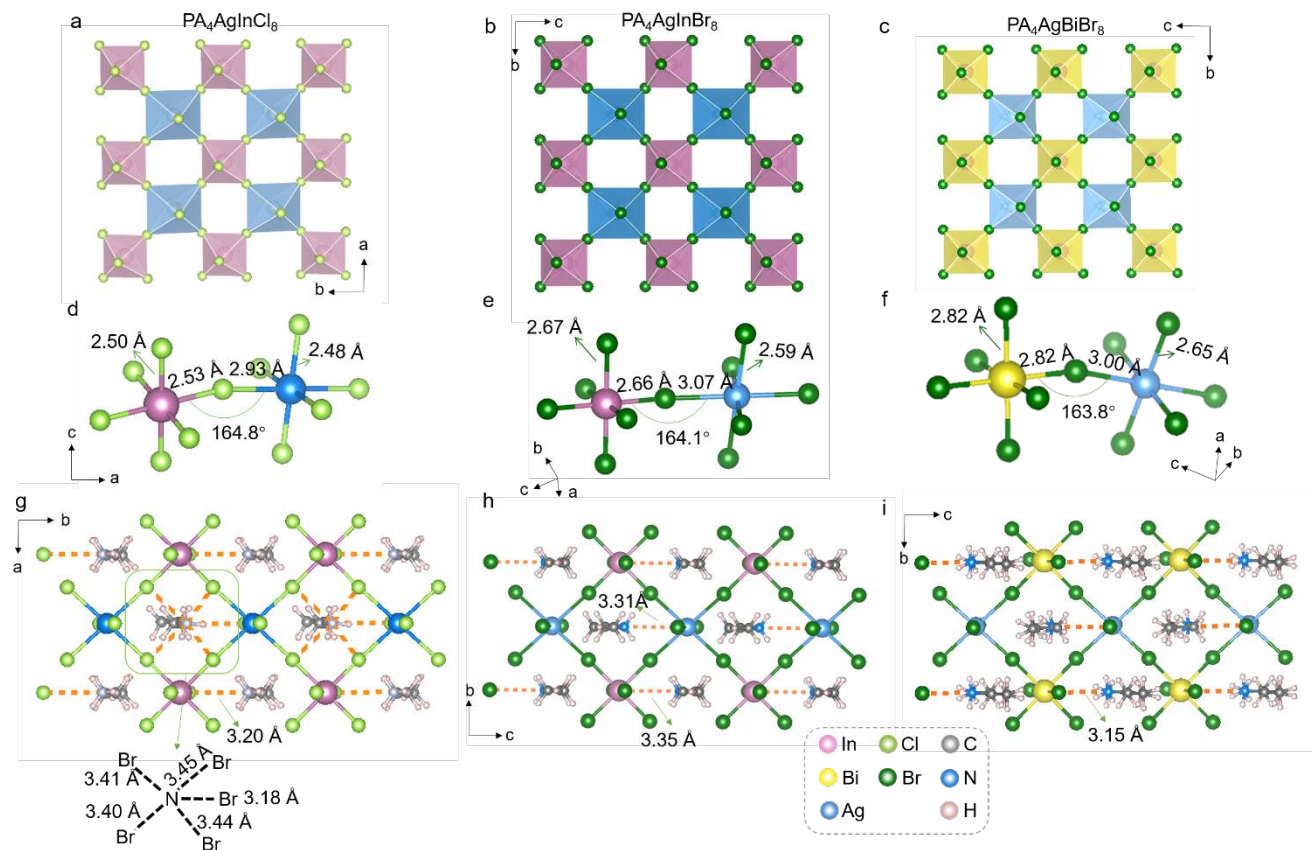 a
PA₄AgInCl₈
b
PA₄AgInBr₈
c
PA₄AgBiBr₈
c
b
c
b
a
b
d
2.50 Å
2.53 Å
2.93Å
2.48 Å
164.8°
c
a
e
2.67 Å
2.66 Å
3.07 Å
2.59 Å
164.1°
b
c
a
f
2.82 Å
2.82 Å
3.00 Å
2.65 Å
163.8°
a
b
c
g
b
a
3.20 Å
Br
3.41 Å
3.45 Å
Br
N
Br
3.18 Å
3.40 Å
3.44 Å
Br
Br
h
3.31Å
b
c
3.35 Å
i
c
b
3.15 Å
In
Cl
C
Bi
Br
N
Ag
H